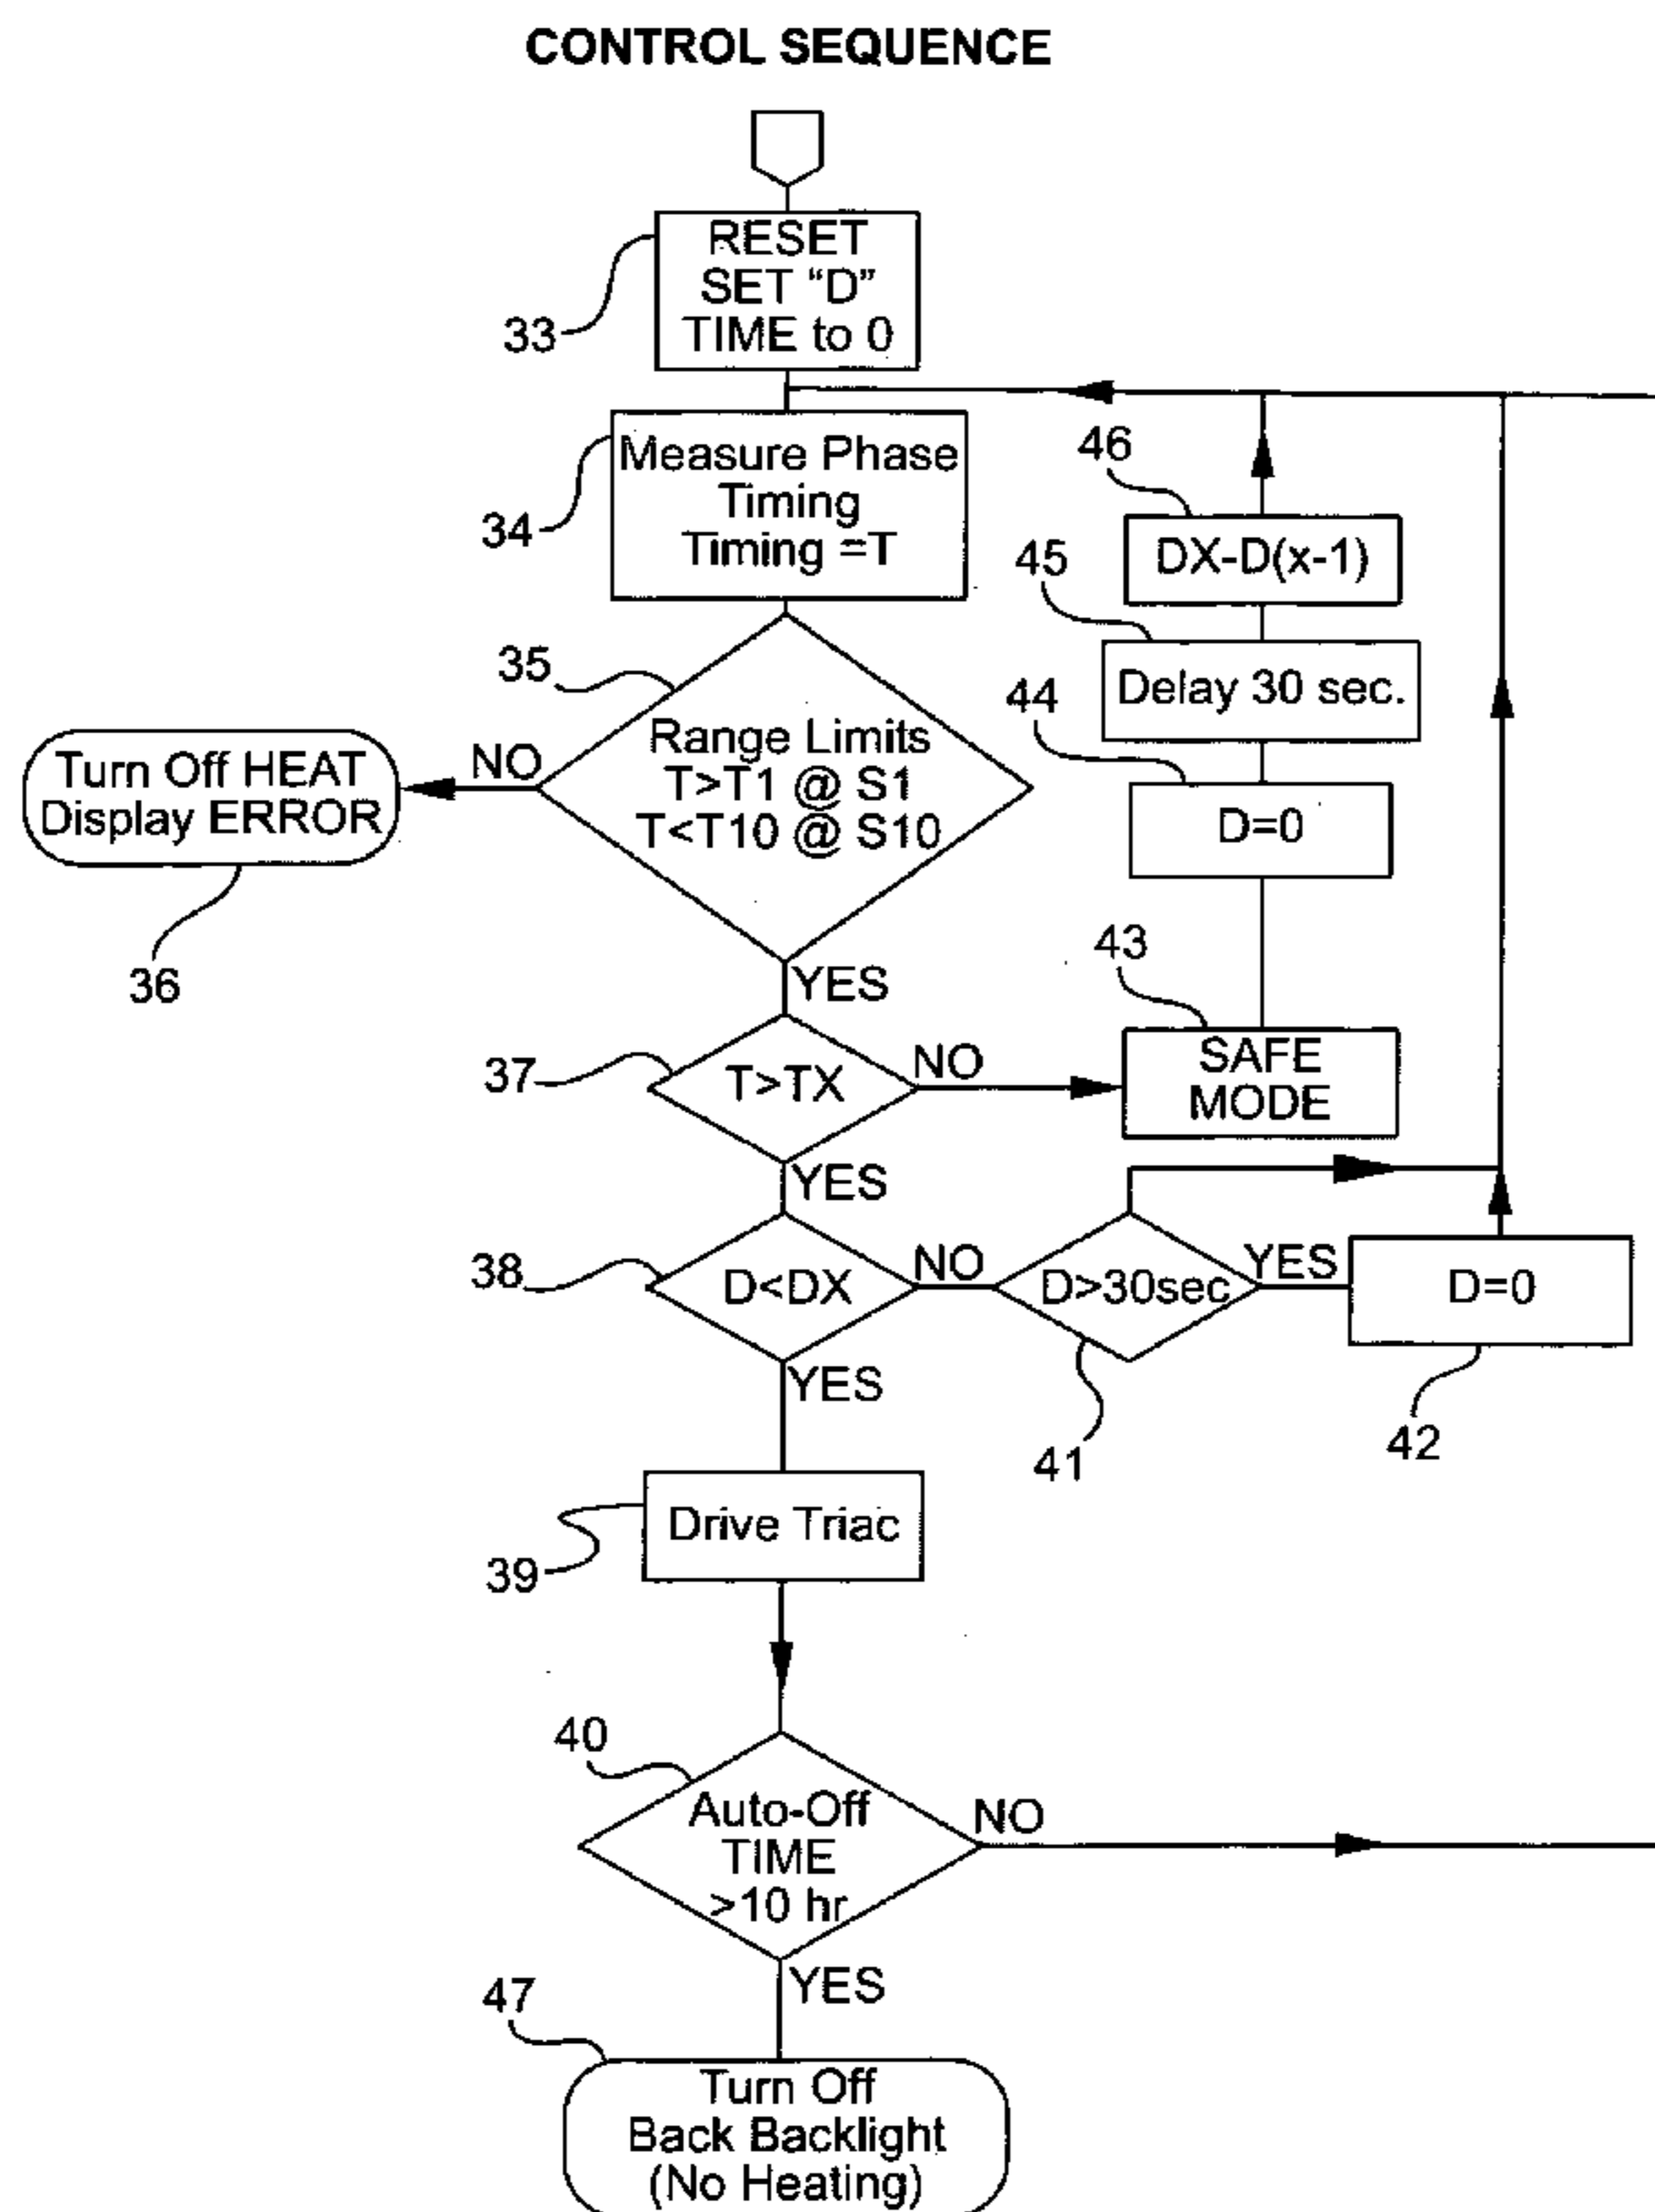 CONTROL SEQUENCE
RESET
SET "D"
TIME to 0
33
Measure Phase
Timing
Timing =T
34
46
DX-D(x-1)
45
Delay 30 sec.
44
D=0
35
Range Limits
T>T1 @ S1
T<T10 @ S10
NO
Turn Off HEAT
Display ERROR
36
YES
43
SAFE
MODE
37
T>TX
NO
YES
38
D<DX
NO
D>30sec
YES
D=0
41
42
YES
Drive Triac
39
40
Auto-Off
TIME
>10 hr
NO
YES
47
Turn Off
Back Backlight
(No Heating)